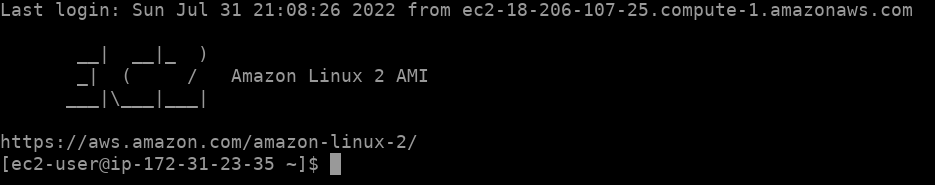 Last login: Sun Jul 31 21:08:26 2022 from ec2-18-206-107-25.compute-1.amazonaws.com
       __|  __|_  )
       _|  (     /   Amazon Linux 2 AMI
      ___|\___|___|
https://aws.amazon.com/amazon-linux-2/
[ec2-user@ip-172-31-23-35 ~]$